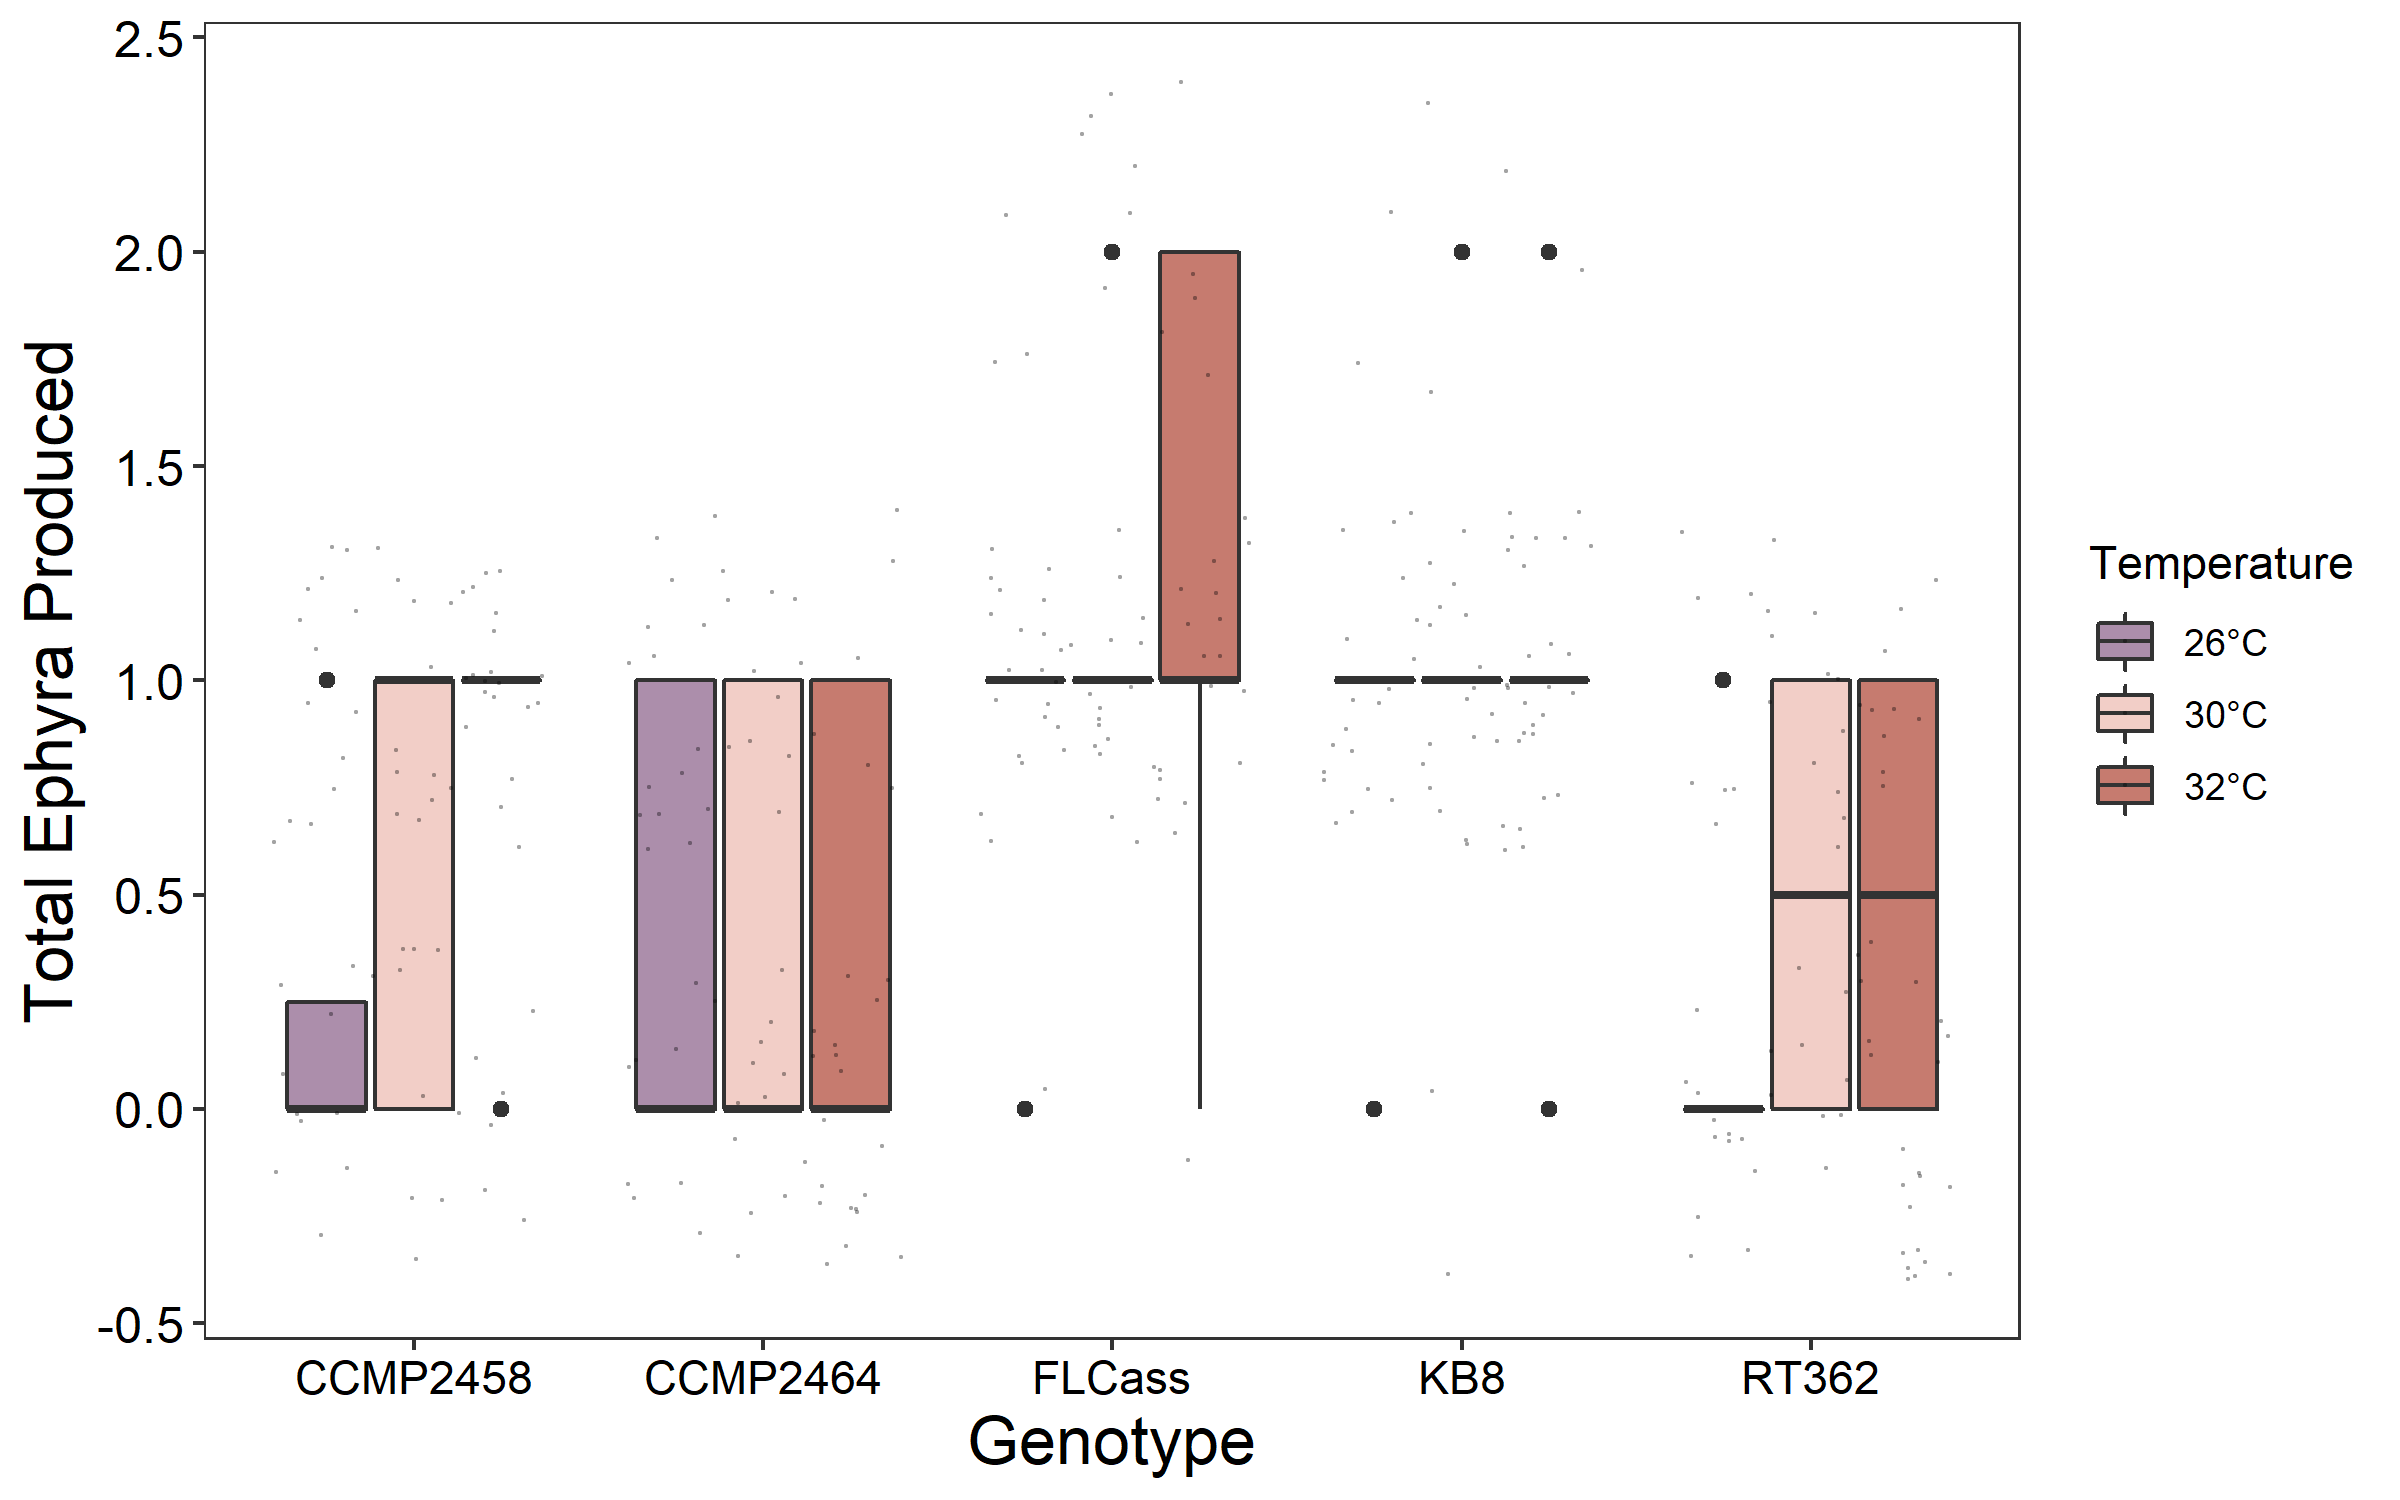 Total Ephyra Produced
2.5
2.0
1.5
1.0
0.5
0.0
-0.5
CCMP2458 CCMP2464 FLCass KB8 RT362
Genotype
Temperature
26°C
30°C
32°C